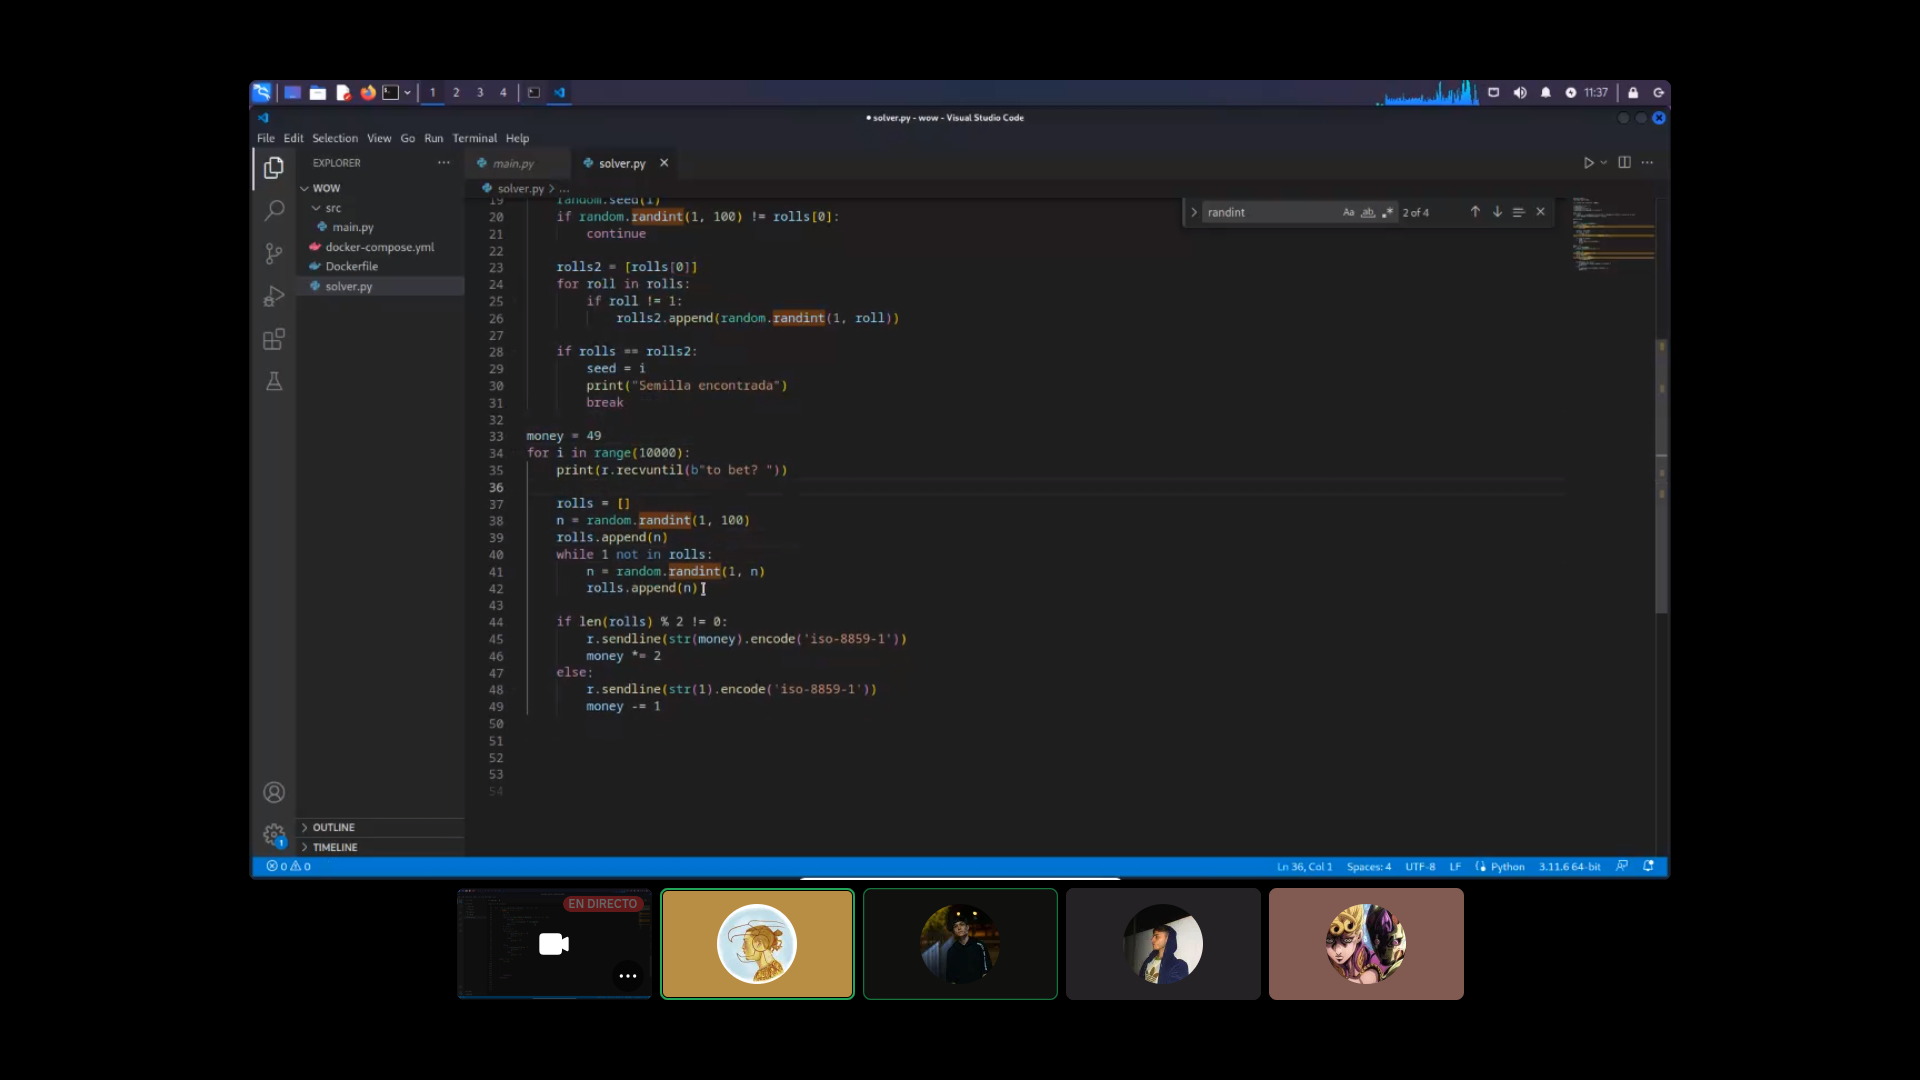 1
2
3
4
11:37
● solver.py - wow - Visual Studio Code
File Edit Selection View Go Run Terminal Help
EXPLORER
main.py
solver.py
WOW
src
main.py
docker-compose.yml
Dockerfile
solver.py
solver.py > ...
randint
Aa
ab
2 of 4
19 random.seed(i)
20 if random.randint(1, 100) != rolls[0]:
21 continue
22
23 rolls2 = [rolls[0]]
24 for roll in rolls:
25 if roll != 1:
26 rolls2.append(random.randint(1, roll))
27
28 if rolls == rolls2:
29 seed = i
30 print("Semilla encontrada")
31 break
32
33 money = 49
34 for i in range(10000):
35 print(r.recvuntil(b"to bet? "))
36
37 rolls = []
38 n = random.randint(1, 100)
39 rolls.append(n)
40 while 1 not in rolls:
41 n = random.randint(1, n)
42 rolls.append(n)
43
44 if len(rolls) % 2 != 0:
45 r.sendline(str(money).encode('iso-8859-1'))
46 money *= 2
47 else:
48 r.sendline(str(1).encode('iso-8859-1'))
49 money -= 1
50
51
52
53
54
OUTLINE
TIMELINE
1
0 0
Ln 36, Col 1
Spaces: 4
UTF-8
LF
Python
3.11.6 64-bit
EN DIRECTO